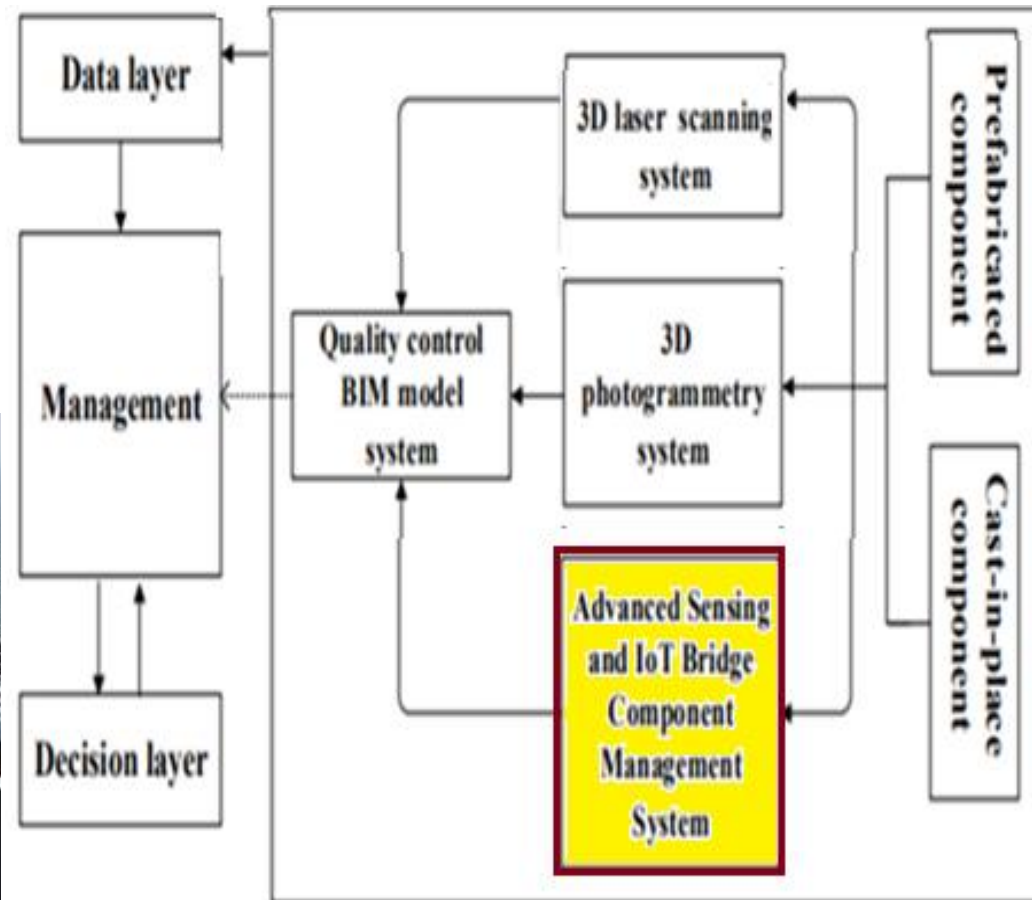 Data layer
Management
Decision layer
Quality control
BIM model
system
3D laser scanning
system
3D
photogrammetry
system
Advanced Sensing
and IoT Bridge
Component
Management
System
Prefabricated
component
Cast-in-place
component